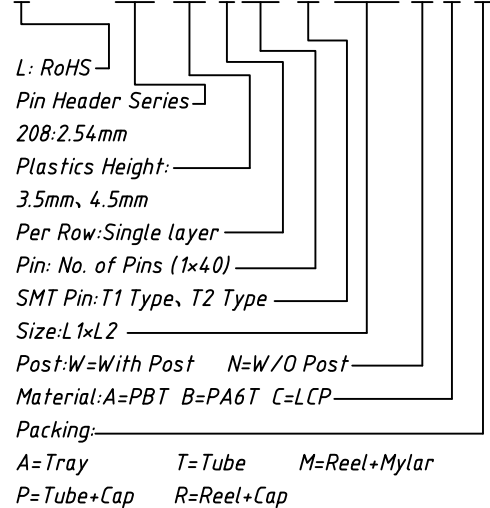 L: RoHS
Pin Header Series
208:2.54mm
Plastics Height:
3.5mm、4.5mm
Per Row:Single layer
Pin: No. of Pins (1×40)
SMT Pin:T1 Type、T2 Type
Size:L1×L2
Post:W=With Post N=W/O Post
Material:A=PBT B=PA6T C=LCP
Packing:
A=Tray T=Tube M=Reel+Mylar
P=Tube+Cap R=Reel+Cap